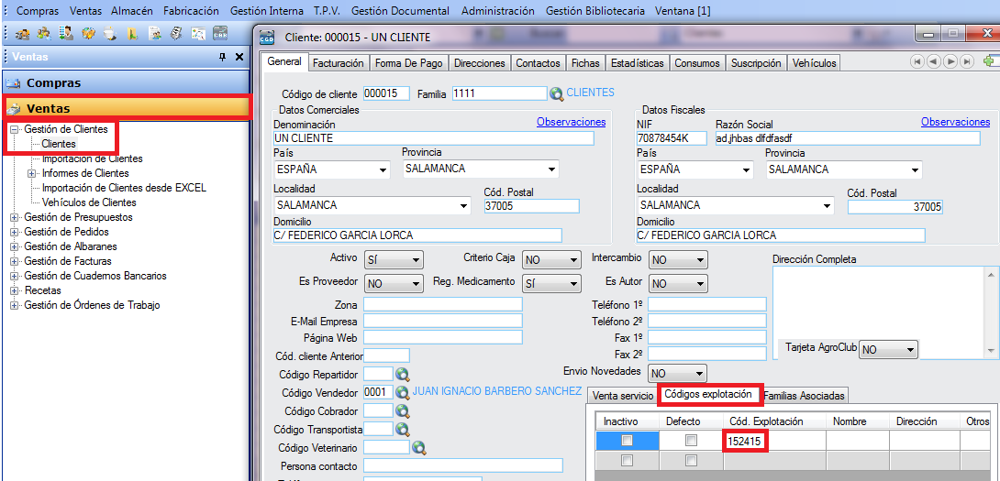 Compras Ventas Almacén Fabricación Gestión Interna T.P.V. Gestión Documental Administración Gestión Bibliotecaria Ventana [1]
Ventas
Compras
Ventas
Gestión de Clientes
Clientes
Importación de Clientes
Informes de Clientes
Importación de Clientes desde EXCEL
Vehículos de Clientes
Gestión de Presupuestos
Gestión de Pedidos
Gestión de Albaranes
Gestión de Facturas
Gestión de Cuadernos Bancarios
Recetas
Gestión de Órdenes de Trabajo
CGD Cliente: 000015 - UN CLIENTE
General Facturación Forma De Pago Direcciones Contactos Fichas Estadísticas Consumos Suscripción Vehículos
Código de cliente 000015 Familia 1111 CLIENTES
Datos Comerciales
Denominación Observaciones
UN CLIENTE
País Provincia
ESPAÑA SALAMANCA
Localidad Cód. Postal
SALAMANCA 37005
Domicilio
C/ FEDERICO GARCIA LORCA
Datos Fiscales
NIF Razón Social Observaciones
70878454K ad,jhbas dlfdfasdf
País Provincia
ESPAÑA SALAMANCA
Localidad Cód. Postal
SALAMANCA 37005
Domicilio
C/ FEDERICO GARCIA LORCA
Activo SÍ Criterio Caja NO Intercambio NO
Es Proveedor NO Reg. Medicamento SÍ Es Autor NO
Zona Teléfono 1º
E-Mail Empresa Teléfono 2º
Página Web Fax 1º
Cód. cliente Anterior Fax 2º
Dirección Completa
Tarjeta AgroClub NO
Código Repartidor Envio Novedades NO
Código Vendedor 0001 JUAN IGNACIO BARBERO SANCHEZ
Código Cobrador
Código Transportista
Código Veterinario
Persona contacto
Venta servicio Códigos explotación Familias Asociadas
Inactivo Defecto Cód. Explotación Nombre Dirección Otros
152415